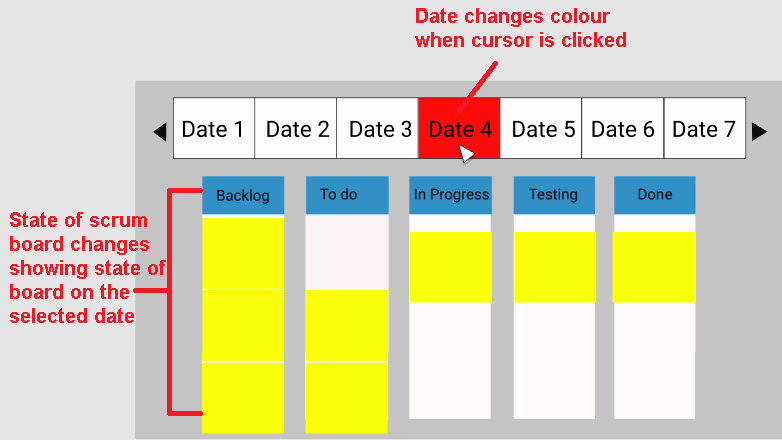 Date changes colour
when cursor is clicked
Date 1
Date 2
Date 3
Date 4
Date 5
Date 6
Date 7
Backlog
To do
In Progress
Testing
Done
State of scrum
board changes
showing state of
board on the
selected date